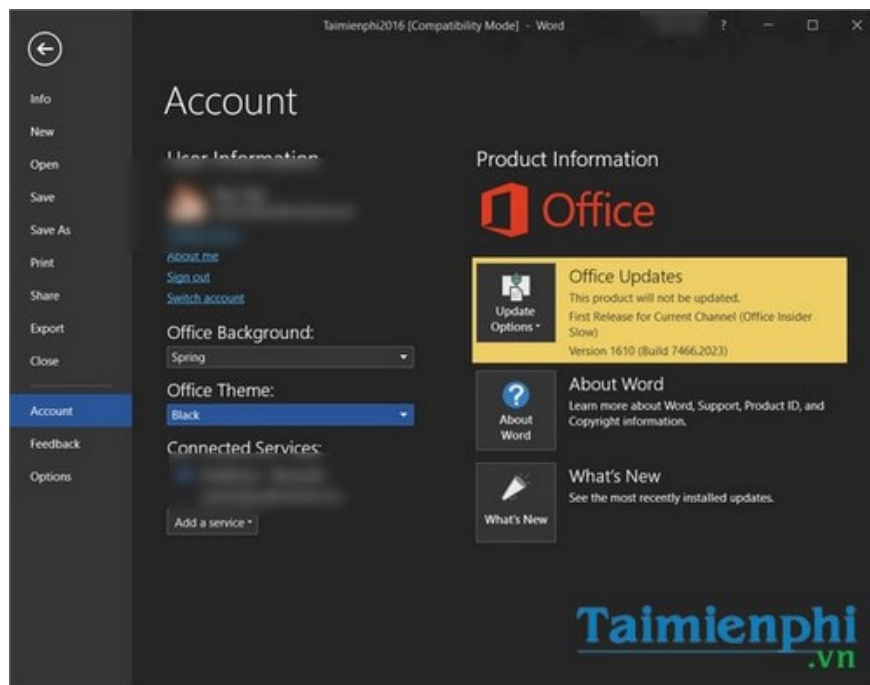 Taimienphi2016 [Compatibility Mode] - Word
?
Info
New
Open
Save
Save As
Print
Share
Export
Close
Account
Feedback
Options
Account
User Information
About me
Sign out
Switch account
Office Background:
Spring
Office Theme:
Black
Connected Services:
Add a service
Product Information
Office
Update
Options
Office Updates
This product will not be updated.
First Release for Current Channel (Office Insider
Slow)
Version 1610 (Build 7466.2023)
About
Word
About Word
Learn more about Word, Support, Product ID, and
Copyright information.
What's New
What's New
See the most recently installed updates.
Taimienphi
.vn